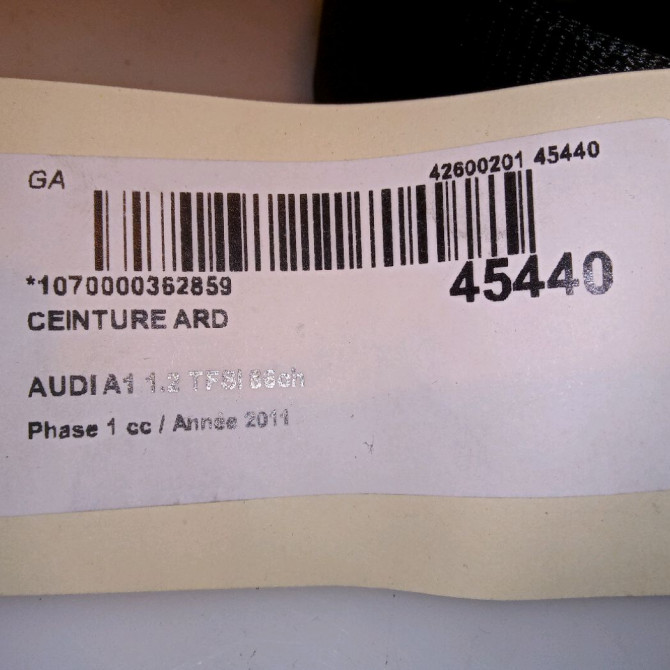 GA
42600201 45440
*1070000362859
45440
CEINTURE ARD
AUDI A1 1.2 TFSI 86ch
Phase 1 cc / Année 2011